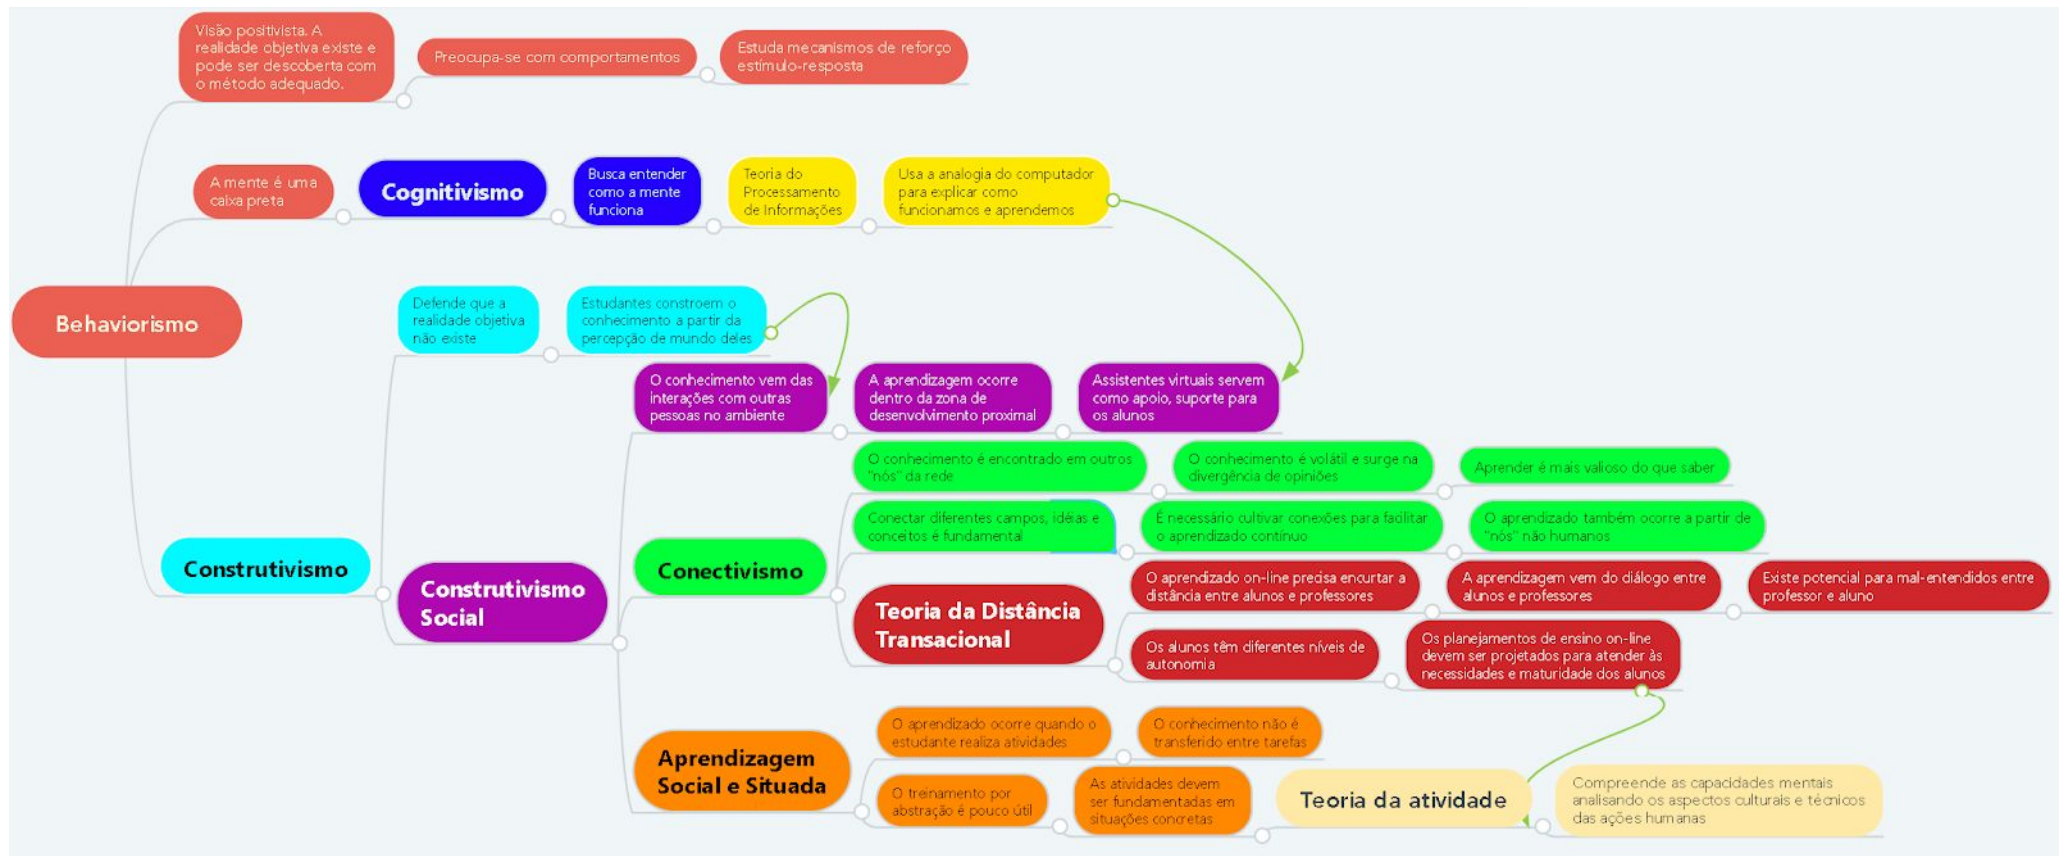 Visão positivista. A
realidade objetiva existe e
pode ser descoberta com
o método adequado.
Preocupa-se com comportamentos
Estuda mecanismos de reforço
estímulo-resposta
A mente é uma
caixa preta
Cognitivismo
Busca entender
como a mente
funciona
Teoria do
Processamento
de Informações
Usa a analogia do computador
para explicar como
funcionamos e aprendemos
Behaviorismo
Defende que a
realidade objetiva
não existe
Estudantes constroem o
conhecimento a partir da
percepção de mundo deles
O conhecimento vem das
interações com outras
pessoas no ambiente
A aprendizagem ocorre
dentro da zona de
desenvolvimento proximal
Assistentes virtuais servem
como apoio, suporte para
os alunos
O conhecimento é encontrado em outros
"nós" da rede
O conhecimento é volátil e surge na
divergência de opiniões
Aprender é mais valioso do que saber
Conectar diferentes campos, idéias e
conceitos é fundamental
É necessário cultivar conexões para facilitar
o aprendizado contínuo
O aprendizado também ocorre a partir de
"nós" não humanos
Construtivismo
Construtivismo
Social
Conectivismo
Teoria da Distância
Transacional
O aprendizado on-line precisa encurtar a
distância entre alunos e professores
A aprendizagem vem do diálogo entre
alunos e professores
Existe potencial para mal-entendidos entre
professor e aluno
Os alunos têm diferentes níveis de
autonomia
Os planejamentos de ensino on-line
devem ser projetados para atender às
necessidades e maturidade dos alunos
Aprendizagem
Social e Situada
O aprendizado ocorre quando o
estudante realiza atividades
O conhecimento não é
transferido entre tarefas
O treinamento por
abstração é pouco útil
As atividades devem
ser fundamentadas em
situações concretas
Teoria da atividade
Compreende as capacidades mentais
analisando os aspectos culturais e técnicos
das ações humanas